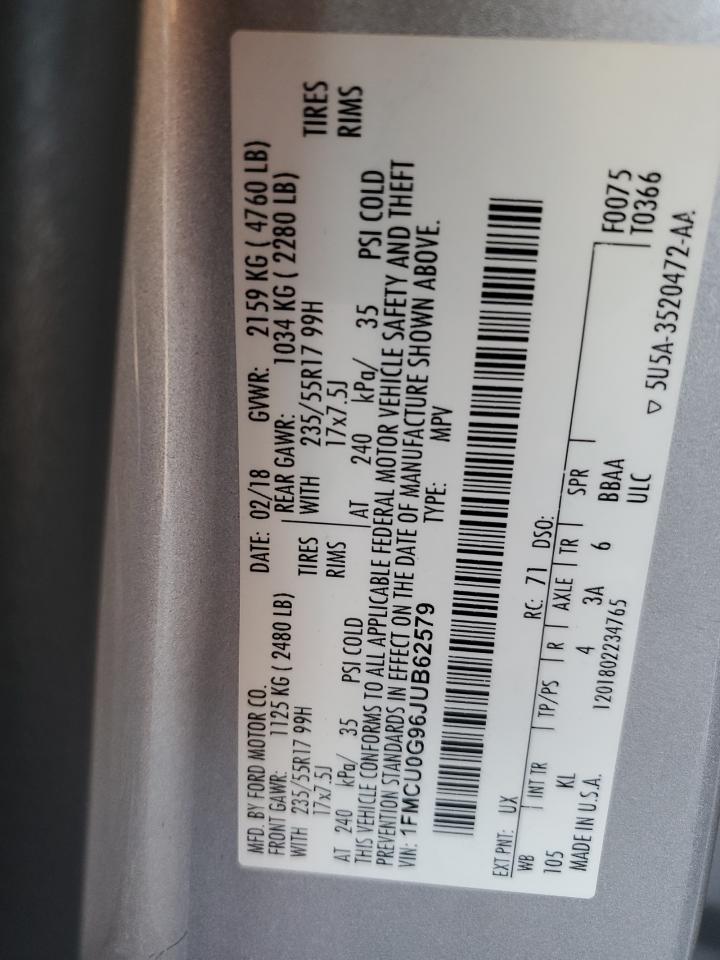 MFD. BY FORD MOTOR CO. DATE: 02/18 GVWR: 2159 KG ( 4760 LB)
FRONT GAWR: 1125 KG ( 2480 LB) REAR GAWR: 1034 KG ( 2280 LB)
WITH 235/55R17 99H TIRES WITH 235/55R17 99H TIRES
17x7.5J RIMS 17x7.5J RIMS
AT 240 kPa/ 35 PSI COLD AT 240 kPa/ 35 PSI COLD
THIS VEHICLE CONFORMS TO ALL APPLICABLE FEDERAL MOTOR VEHICLE SAFETY AND THEFT
PREVENTION STANDARDS IN EFFECT ON THE DATE OF MANUFACTURE SHOWN ABOVE.
VIN: 1FMCU0G96JUB62579 TYPE: MPV
EXT PNT: UX RC: 71 DSO:
WB INT TR TP/PS R AXLE TR SPR F0075
105 KL 4 3A 6 BBAA T0366
MADE IN U.S.A. 1201802234765 ULC ▽ 5U5A-3520472-AA